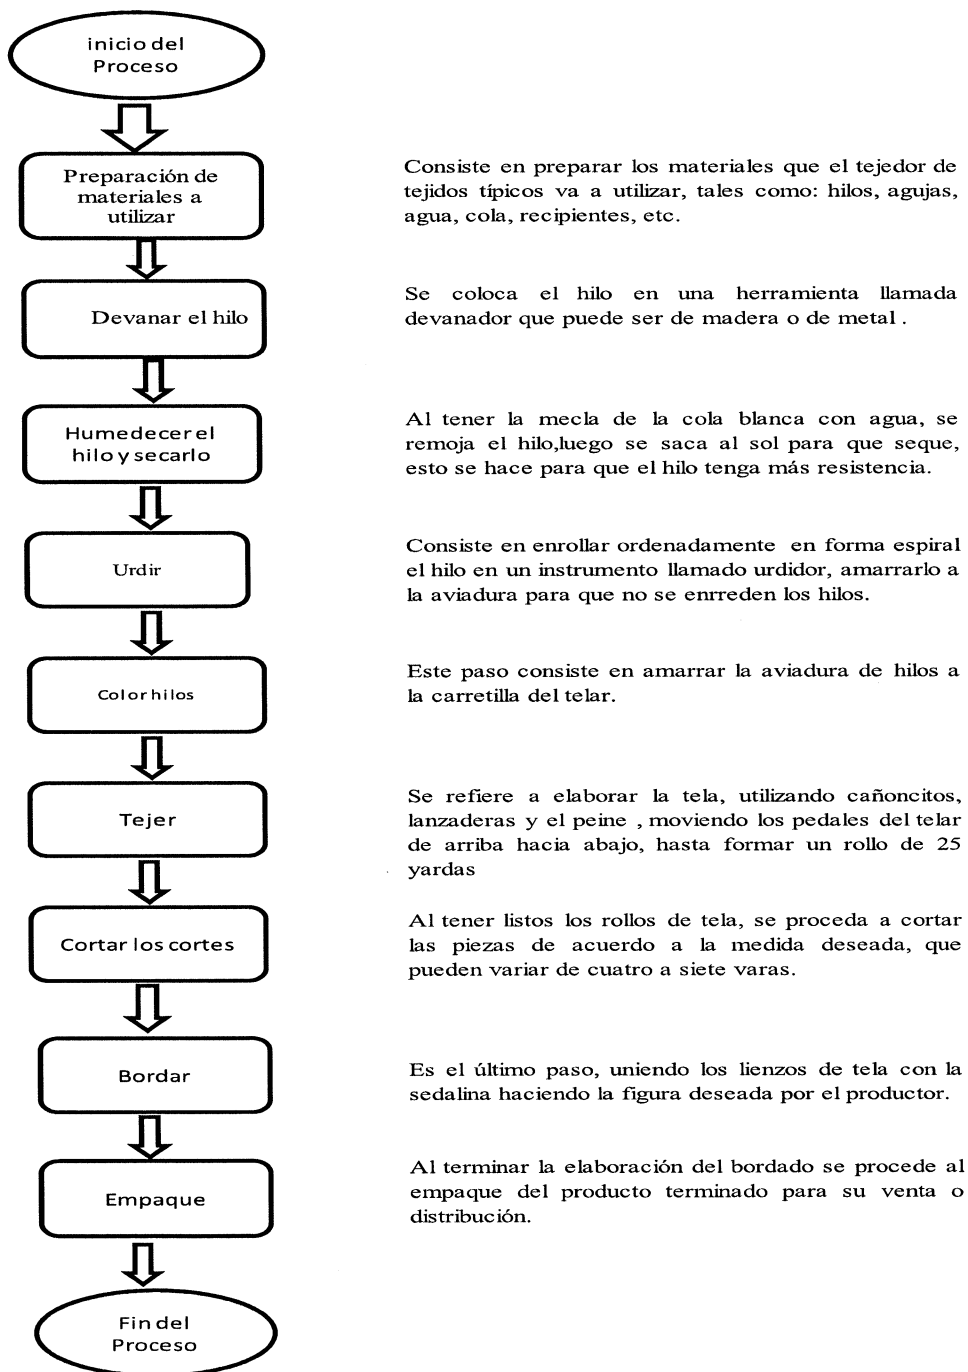 inicio del
Proceso
Preparación de
materiales a
utilizar
Consiste en preparar los materiales que el tejedor de
tejidos típicos va a utilizar, tales como: hilos, agujas,
agua, cola, recipientes, etc.
Devanar el hilo
Se coloca el hilo en una herramienta llamada
devanador que puede ser de madera o de metal .
Humedecer el
hilo y secarlo
Al tener la mecla de la cola blanca con agua, se
remoja el hilo,luego se saca al sol para que seque,
esto se hace para que el hilo tenga más resistencia.
Urdir
Consiste en enrollar ordenadamente en forma espiral
el hilo en un instrumento llamado urdidor, amarrarlo a
la aviadura para que no se enrreden los hilos.
Color hilos
Este paso consiste en amarrar la aviadura de hilos a
la carretilla del telar.
Tejer
Se refiere a elaborar la tela, utilizando cañoncitos,
lanzaderas y el peine , moviendo los pedales del telar
de arriba hacia abajo, hasta formar un rollo de 25
yardas
Cortar los cortes
Al tener listos los rollos de tela, se proceda a cortar
las piezas de acuerdo a la medida deseada, que
pueden variar de cuatro a siete varas.
Bordar
Es el último paso, uniendo los lienzos de tela con la
sedalina haciendo la figura deseada por el productor.
Empaque
Al terminar la elaboración del bordado se procede al
empaque del producto terminado para su venta o
distribución.
Fin del
Proceso